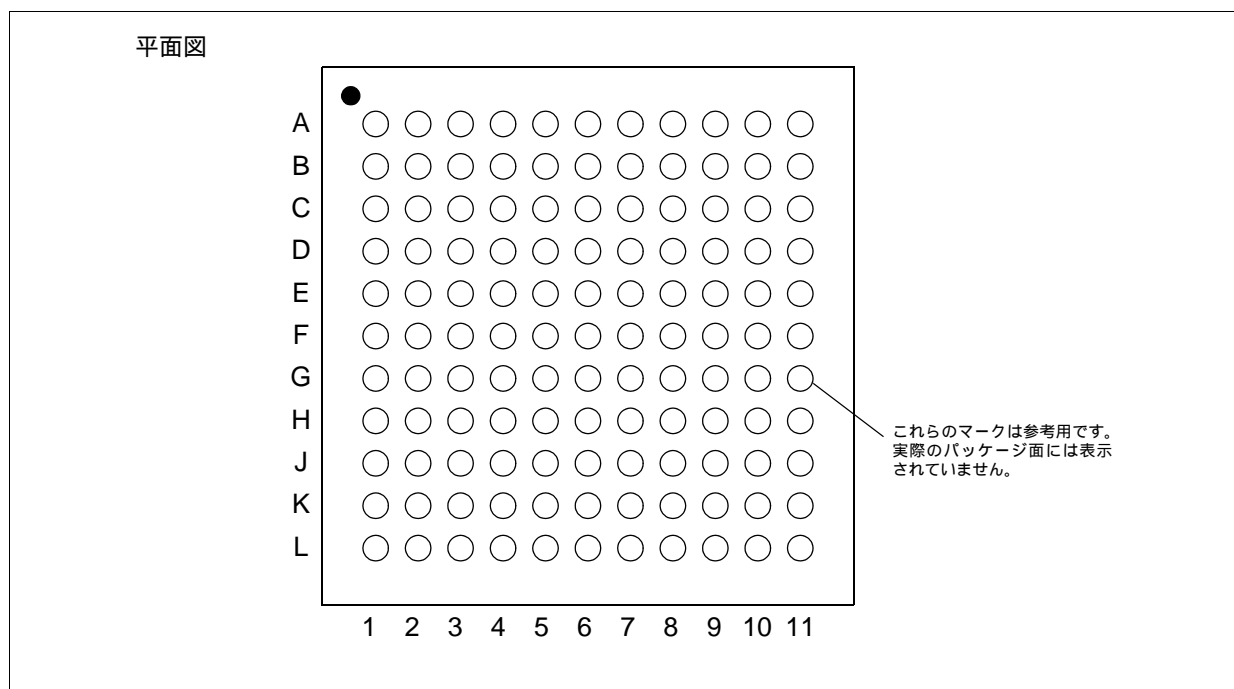 平面図
A
B
C
D
E
F
G
H
J
K
L
これらのマークは参考用です。
実際のパッケージ面には表示
されていません。
1 2 3 4 5 6 7 8 9 10 11